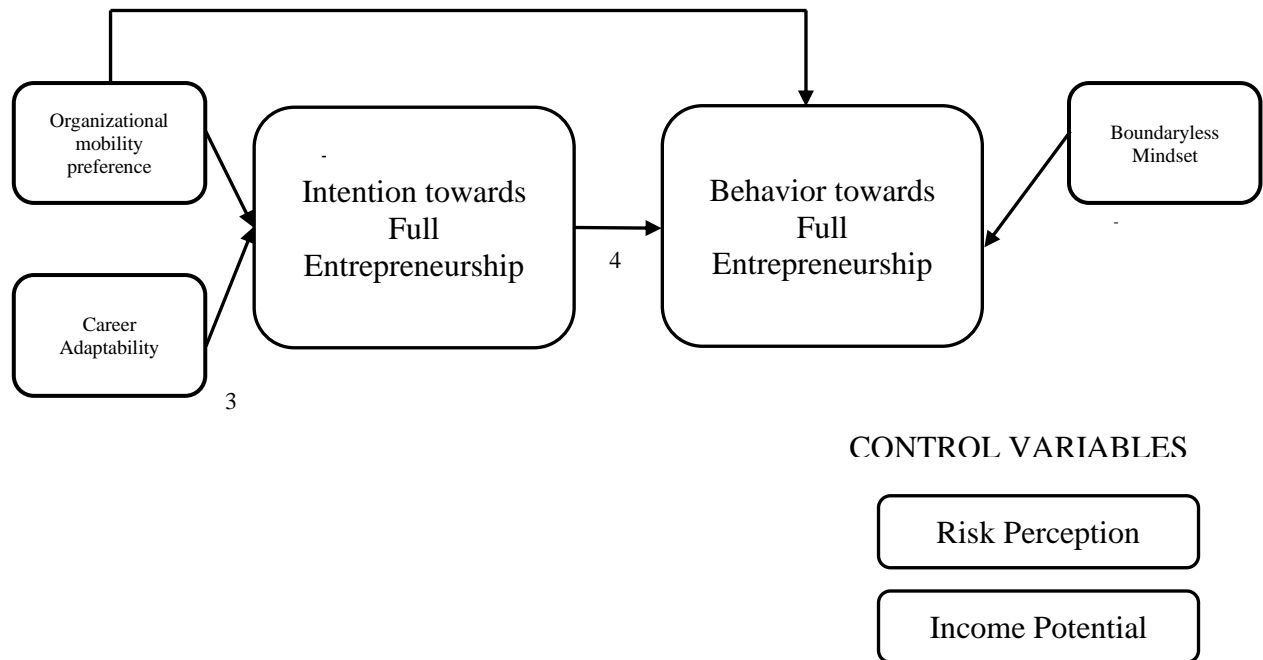 Organizational
mobility
preference
Intention towards
Full
Entrepreneurship
Behavior towards
Full
Entrepreneurship
Boundaryless
Mindset
4
Career
Adaptability
3
CONTROL VARIABLES
Risk Perception
Income Potential